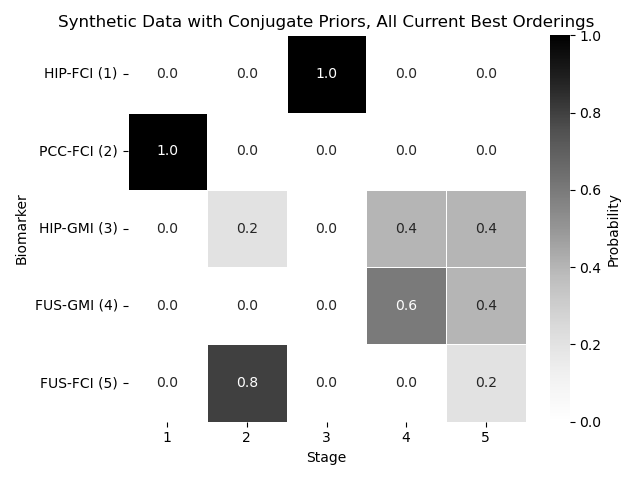 Synthetic Data with Conjugate Priors, All Current Best Orderings
HIP-FCI (1) 0.0 0.0 1.0 0.0 0.0
PCC-FCI (2) 1.0 0.0 0.0 0.0 0.0
HIP-GMI (3) 0.0 0.2 0.0 0.4 0.4
FUS-GMI (4) 0.0 0.0 0.0 0.6 0.4
FUS-FCI (5) 0.0 0.8 0.0 0.0 0.2
1 2 3 4 5
Stage
Biomarker
1.0
0.8
0.6
0.4
0.2
0.0
Probability